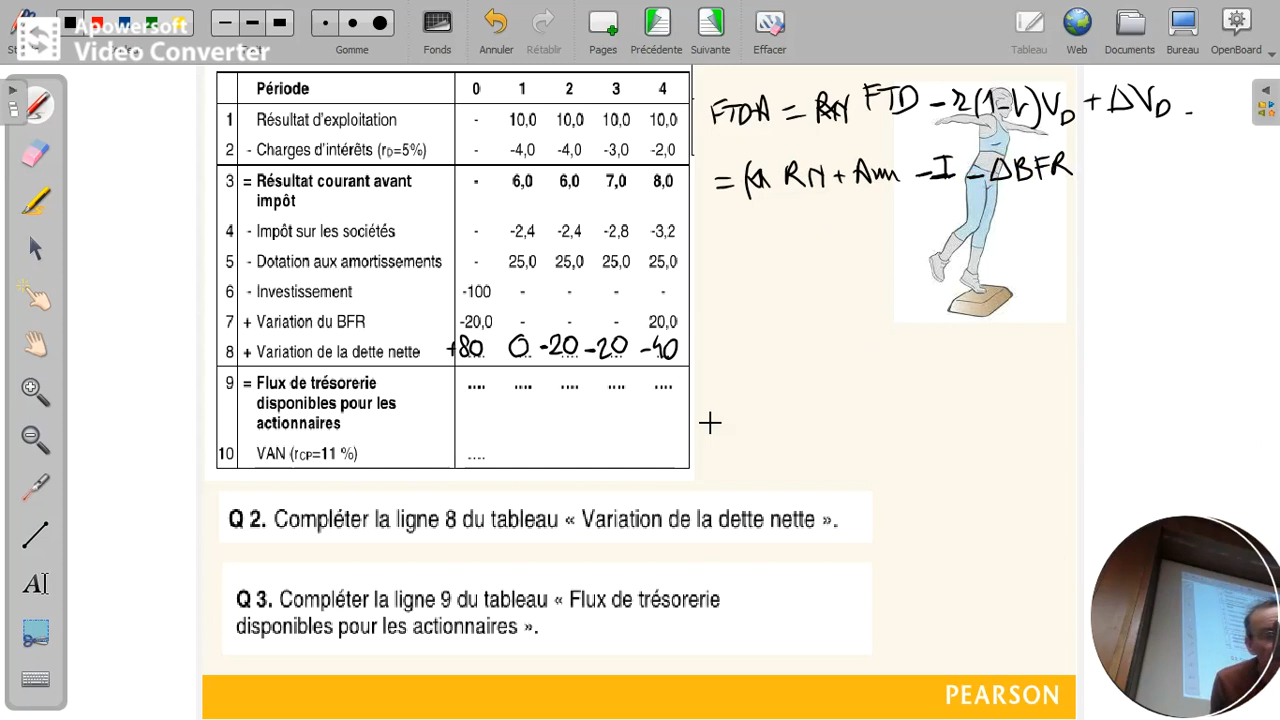 Apowersoft
Video Converter
Gomme
Fonds
Annuler
Rétablir
Pages
Précédente
Suivante
Effacer
Tableau
Web
Documents
Bureau
OpenBoard
Période 0 1 2 3 4
1 Résultat d'exploitation - 10,0 10,0 10,0 10,0
2 - Charges d'intérêts (rD=5%) - -4,0 -4,0 -3,0 -2,0
3 = Résultat courant avant - 6,0 6,0 7,0 8,0
impôt
4 - Impôt sur les sociétés - -2,4 -2,4 -2,8 -3,2
5 - Dotation aux amortissements - 25,0 25,0 25,0 25,0
6 - Investissement -100 - - - -
7 + Variation du BFR -20,0 - - - 20,0
8 + Variation de la dette nette +80 0 -20 -20 -40
9 = Flux de trésorerie .... .... .... .... ....
disponibles pour les
actionnaires
10 VAN (rCP=11 %) ....
FTDA = FTD - r(1-t)VD + ΔVD -
= RN + Am - I - ΔBFR
Q 2. Compléter la ligne 8 du tableau « Variation de la dette nette ».
Q 3. Compléter la ligne 9 du tableau « Flux de trésorerie
disponibles pour les actionnaires ».
PEARSON